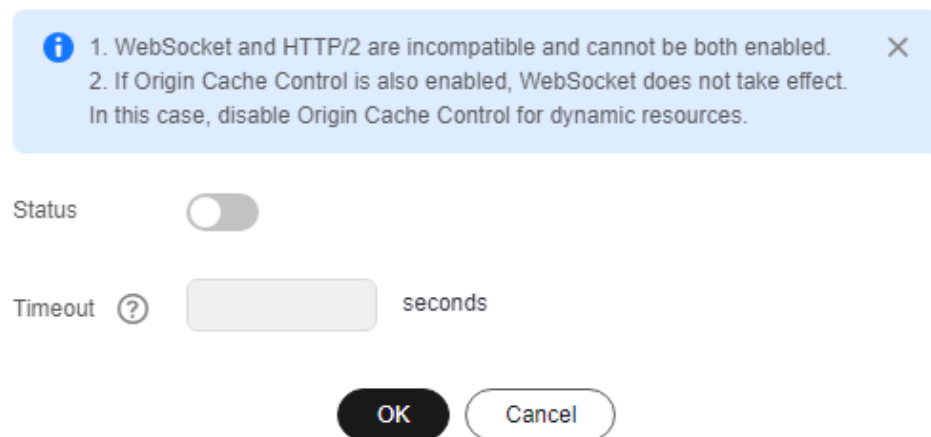 1. WebSocket and HTTP/2 are incompatible and cannot be both enabled.
2. If Origin Cache Control is also enabled, WebSocket does not take effect.
In this case, disable Origin Cache Control for dynamic resources.
Status
Timeout ? seconds
OK Cancel